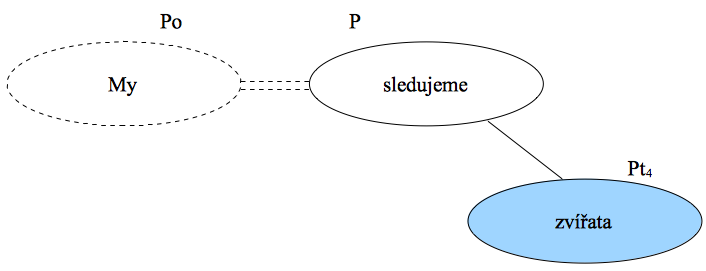 Po P
My sledujeme
Pt₄
zvířata